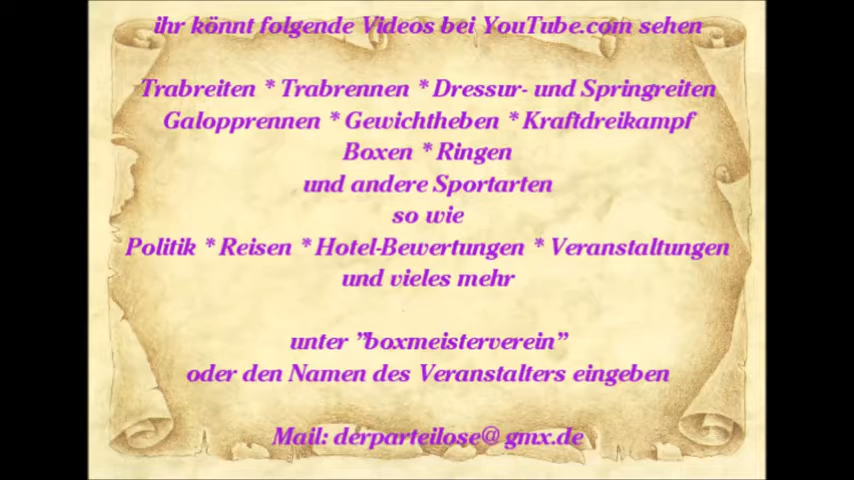 ihr könnt folgende Videos bei YouTube.com sehen
Trabreiten * Trabrennen * Dressur- und Springreiten
Galopprennen * Gewichtheben * Kraftdreikampf
Boxen * Ringen
und andere Sportarten
so wie
Politik * Reisen * Hotel-Bewertungen * Veranstaltungen
und vieles mehr
unter "boxmeisterverein"
oder den Namen des Veranstalters eingeben
Mail: derparteilose@gmx.de